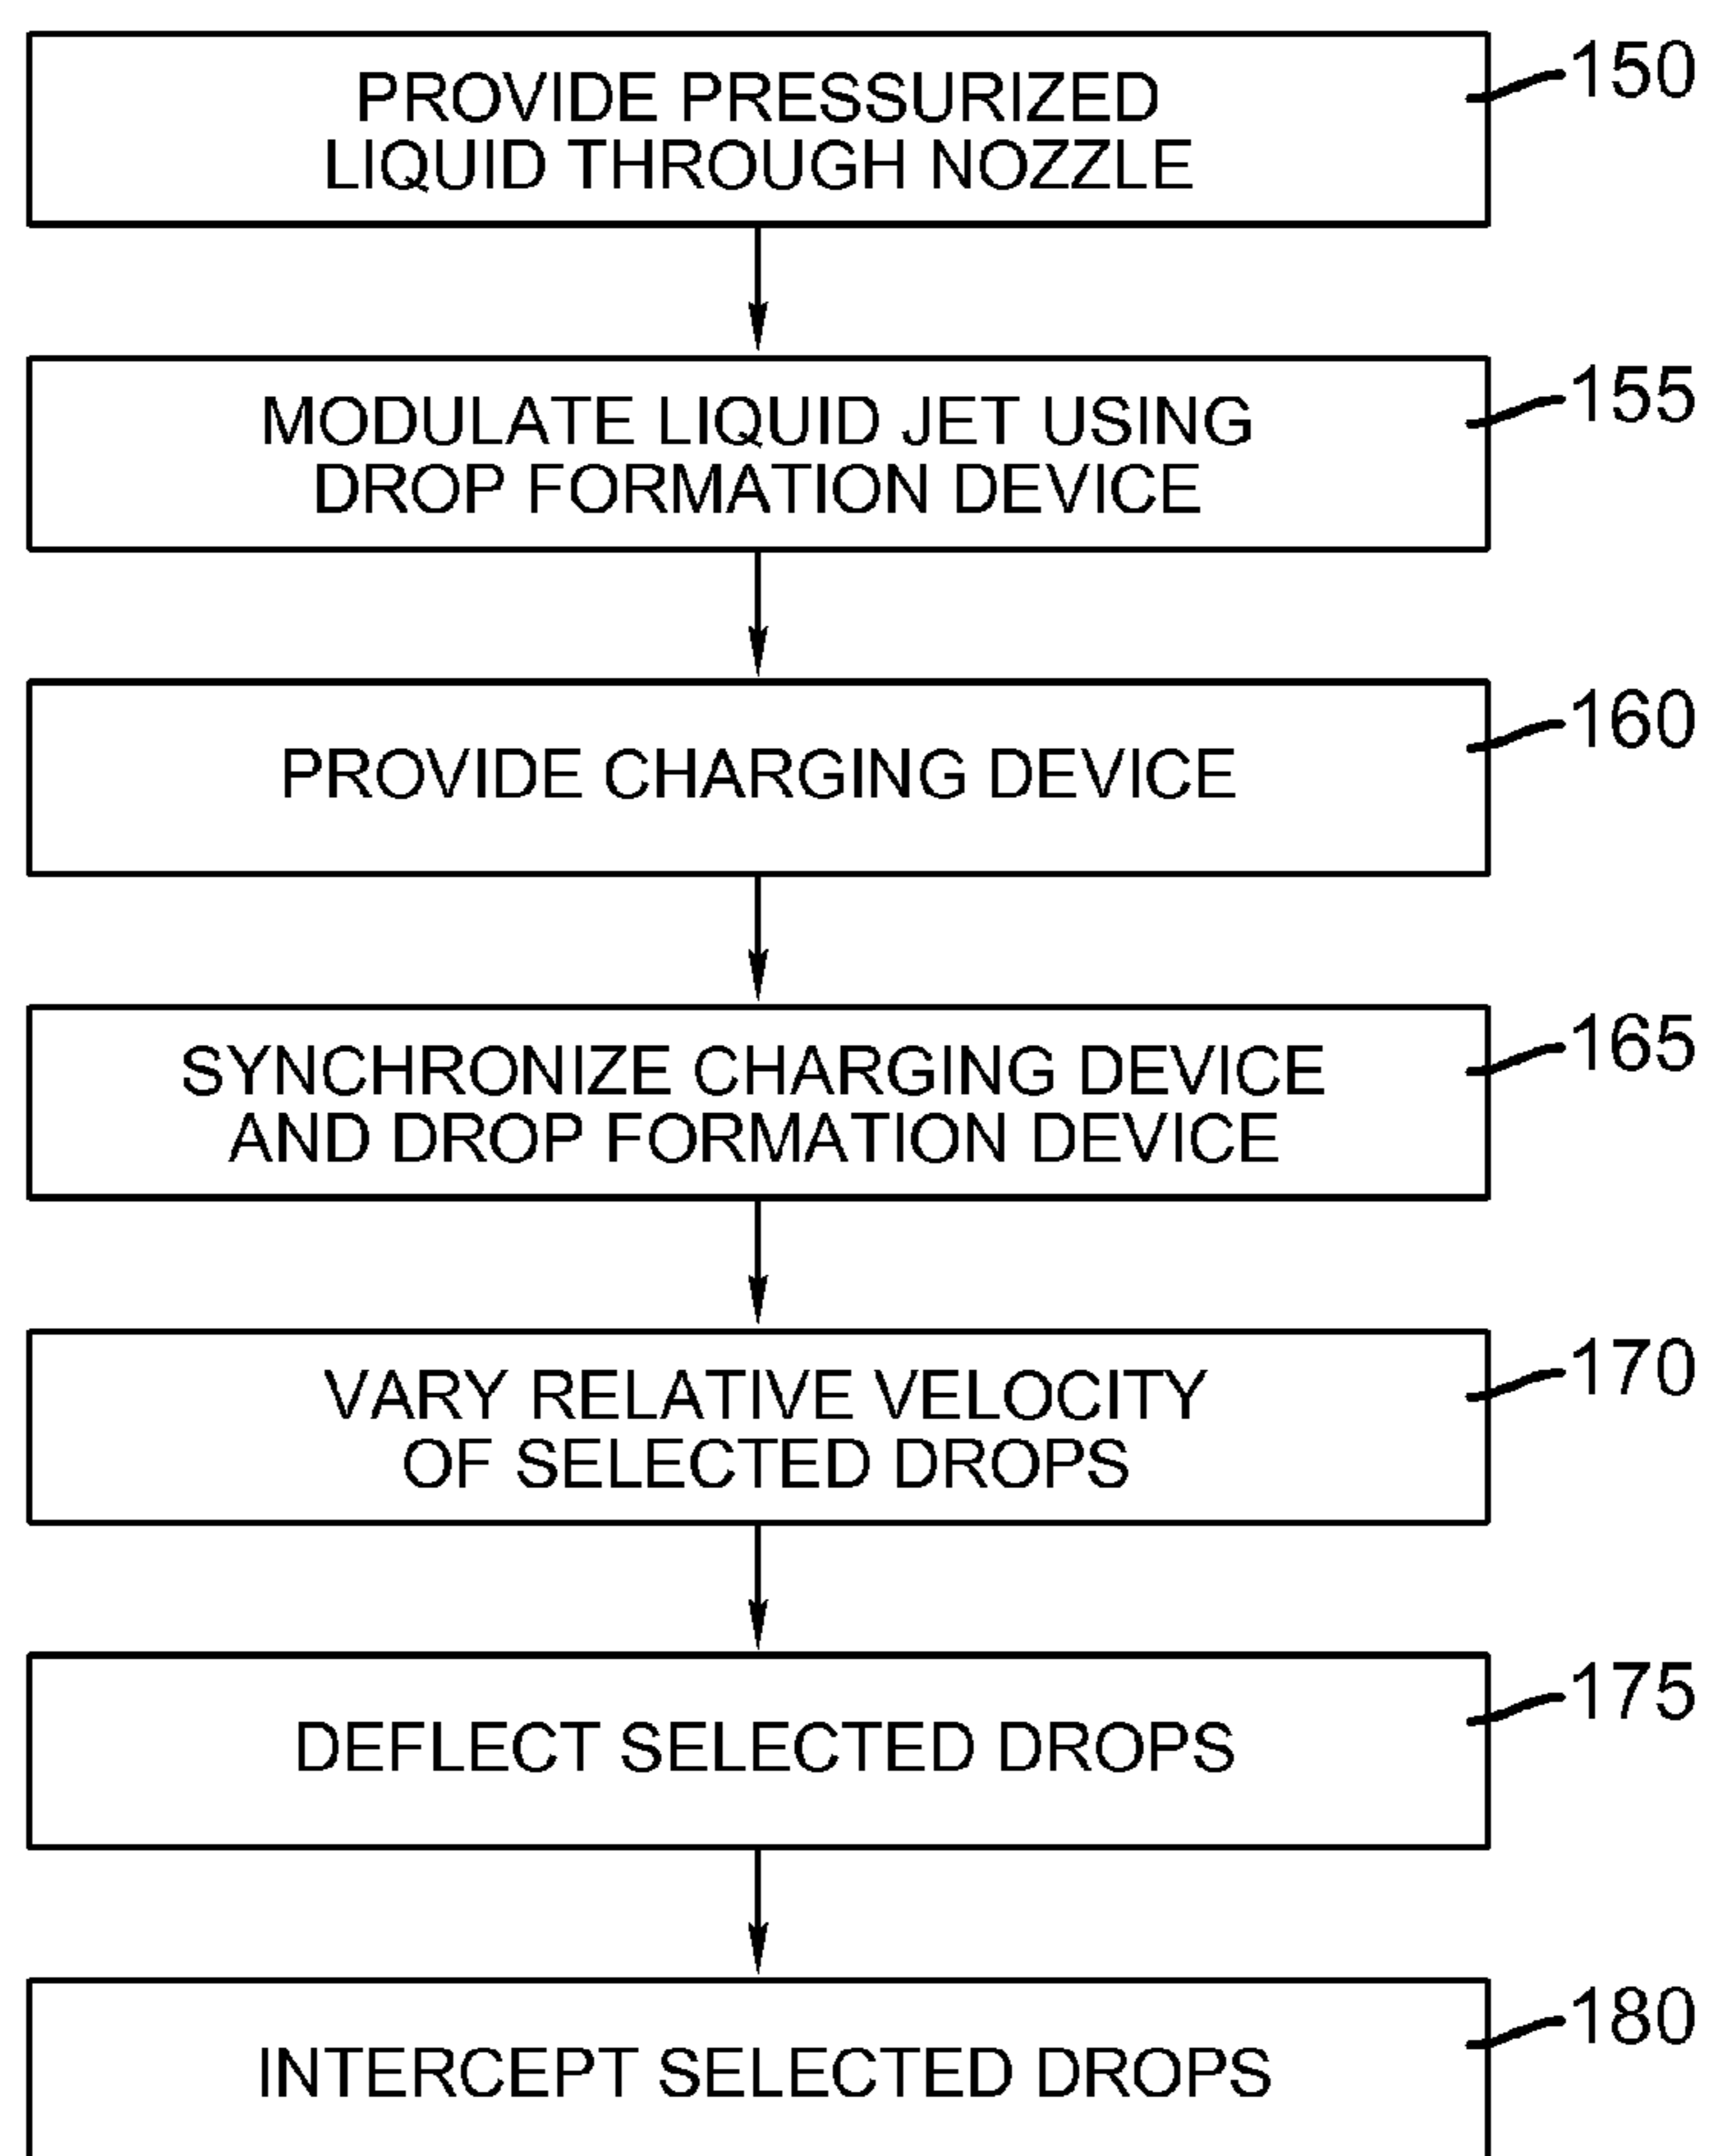 PROVIDE PRESSURIZED
LIQUID THROUGH NOZZLE
150
MODULATE LIQUID JET USING
DROP FORMATION DEVICE
155
PROVIDE CHARGING DEVICE
160
SYNCHRONIZE CHARGING DEVICE
AND DROP FORMATION DEVICE
165
VARY RELATIVE VELOCITY
OF SELECTED DROPS
170
DEFLECT SELECTED DROPS
175
INTERCEPT SELECTED DROPS
180